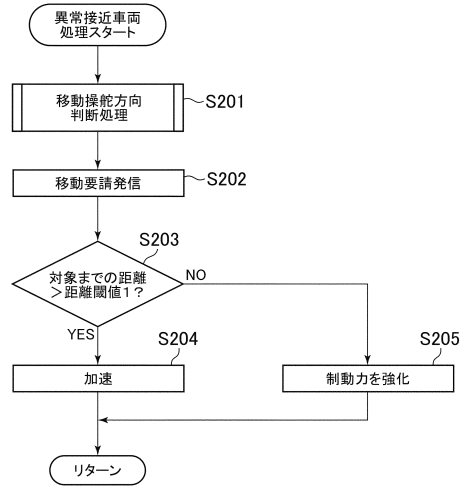 異常接近車両
処理スタート
移動操舵方向
判断処理
S201
移動要請発信
S202
S203
対象までの距離
＞距離閾値１？
NO
YES
S204
加速
S205
制動力を強化
リターン